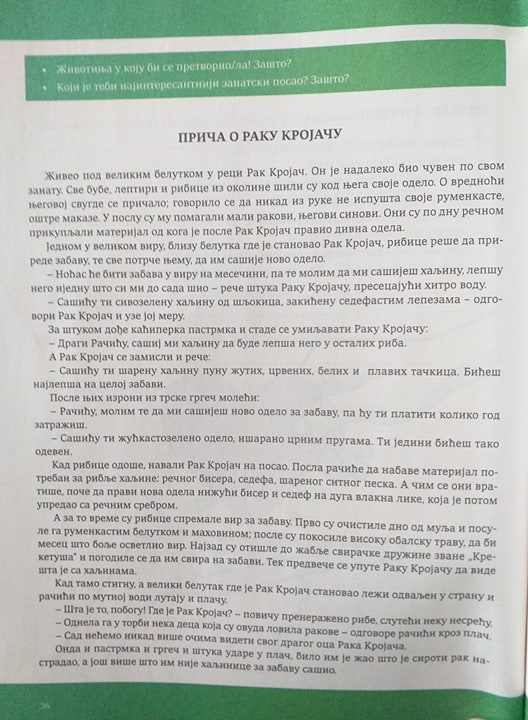 • Животиња у коју би се претворио/ла! Зашто?
• Који је теби најинтересантнији занатски посао? Зашто?
ПРИЧА О РАКУ КРОЈАЧУ
Живео под великим белутком у реци Рак Кројач. Он је надалеко био чувен по свом
занату. Све бубе, лептири и рибице из околине шили су код њега своје одело. О вредноћи
његовој свугде се причало; говорило се да никад из руке не испушта своје руменкасте,
оштре маказе. У послу су му помагали мали ракови, његови синови. Они су по дну речном
прикупљали материјал од кога је после Рак Кројач правио дивна одела.
Једном у великом виру, близу белутка где је становао Рак Кројач, рибице реше да при-
реде забаву, те све потрче њему, да им сашије ново одело.
– Ноћас ће бити забава у виру на месечини, па те молим да ми сашијеш хаљину, лепшу
него иједну што си ми до сада шио – рече штука Раку Кројачу, пресецајући хитро воду.
– Сашићу ти сивозелену хаљину од шљокица, закићену седефастим лепезама – одго-
вори Рак Кројач и узе јој меру.
За штуком дође каћиперка пастрмка и стаде се умиљавати Раку Кројачу:
– Драги Рачићу, сашиј ми хаљину да буде лепша него у осталих риба.
А Рак Кројач се замисли и рече:
– Сашићу ти шарену хаљину пуну жутих, црвених, белих и плавих тачкица. Бићеш
најлепша на целој забави.
После њих изрони из трске гргеч молећи:
– Рачићу, молим те да ми сашијеш ново одело за забаву, па ћу ти платити колико год
затражиш.
– Сашићу ти жућкастозелено одело, ишарано црним пругама. Ти једини бићеш тако
одевен.
Кад рибице одоше, навали Рак Кројач на посао. Посла рачиће да набаве материјал по-
требан за рибље хаљине: речног бисера, седефа, шареног ситног песка. А чим се они вра-
тише, поче да прави нова одела нижући бисер и седеф на дуга влакна лике, која је потом
упредао са речним сребром.
А за то време су рибице спремале вир за забаву. Прво су очистиле дно од муља и посу-
ле га руменкастим белутком и маховином; после су покосиле високу обалску траву, да би
месец што боље осветлио вир. Најзад су отишле до жабље свирачке дружине зване „Кре-
кетуша” и погодиле се да им свира на забави. Тек предвече се упуте Раку Кројачу да виде
шта је са хаљинама.
Кад тамо стигну, а велики белутак где је Рак Кројач становао лежи одваљен у страну и
рачићи по мутној води лутају и плачу.
– Шта је то, побогу! Где је Рак Кројач? – повичу пренеражено рибе, слутећи неку несрећу.
– Однела га у торби нека деца која су овуда ловила ракове – одговоре рачићи кроз плач.
– Сад нећемо никад више очима видети свог драгог оца Рака Кројача.
Онда и пастрмка и гргеч и штука ударе у плач, било им је жао што је сироти рак на-
страдао, а још више што им није хаљинице за забаву сашио.
36